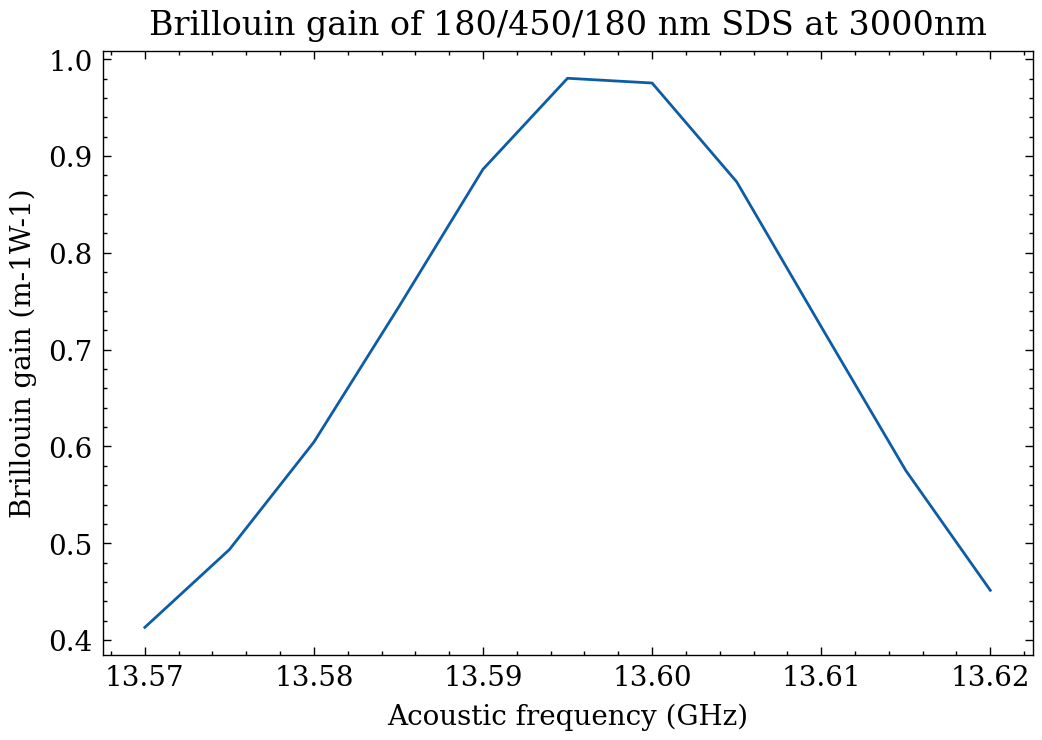 Brillouin gain of 180/450/180 nm SDS at 3000nm
Brillouin gain (m-1W-1)
1.0
0.9
0.8
0.7
0.6
0.5
0.4
13.57 13.58 13.59 13.60 13.61 13.62
Acoustic frequency (GHz)